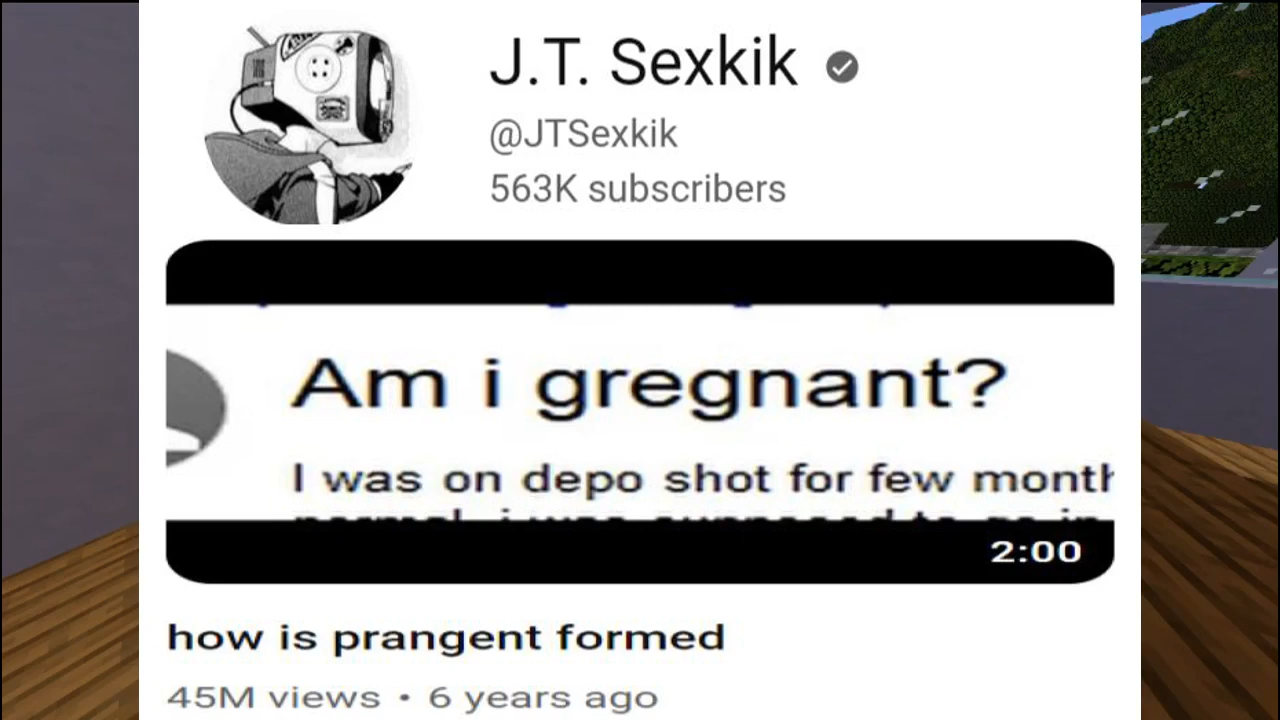 J.T. Sexkik
@JTSexkik
563K subscribers
Am i gregnant?
I was on depo shot for few month
2:00
how is prangent formed
45M views • 6 years ago